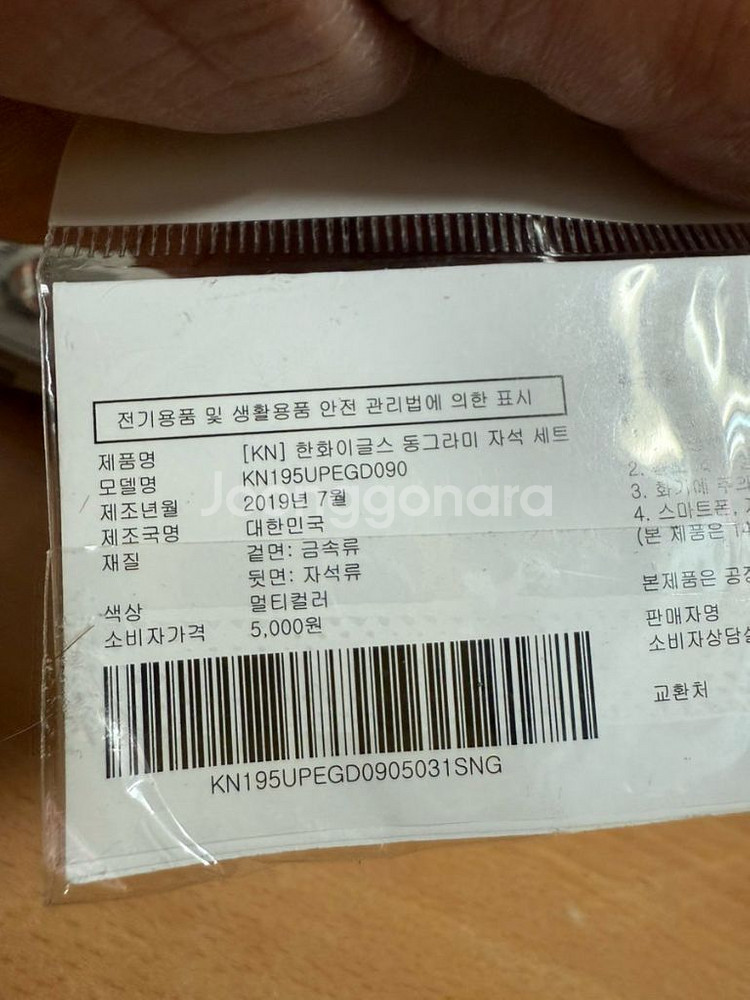 전기용품 및 생활용품 안전 관리법에 의한 표시
제품명 [KN] 한화이글스 동그라미 자석 세트
모델명 KN195UPEGD090
제조년월 2019년 7월
제조국명 대한민국
재질 겉면: 금속류
뒷면: 자석류
색상 멀티컬러
소비자가격 5,000원
KN195UPEGD0905031SNG
2.
3. 화기에
4. 스마트폰,
(본 제품은
본제품은
판매자명
소비자상담실
교환처
Joonggonara